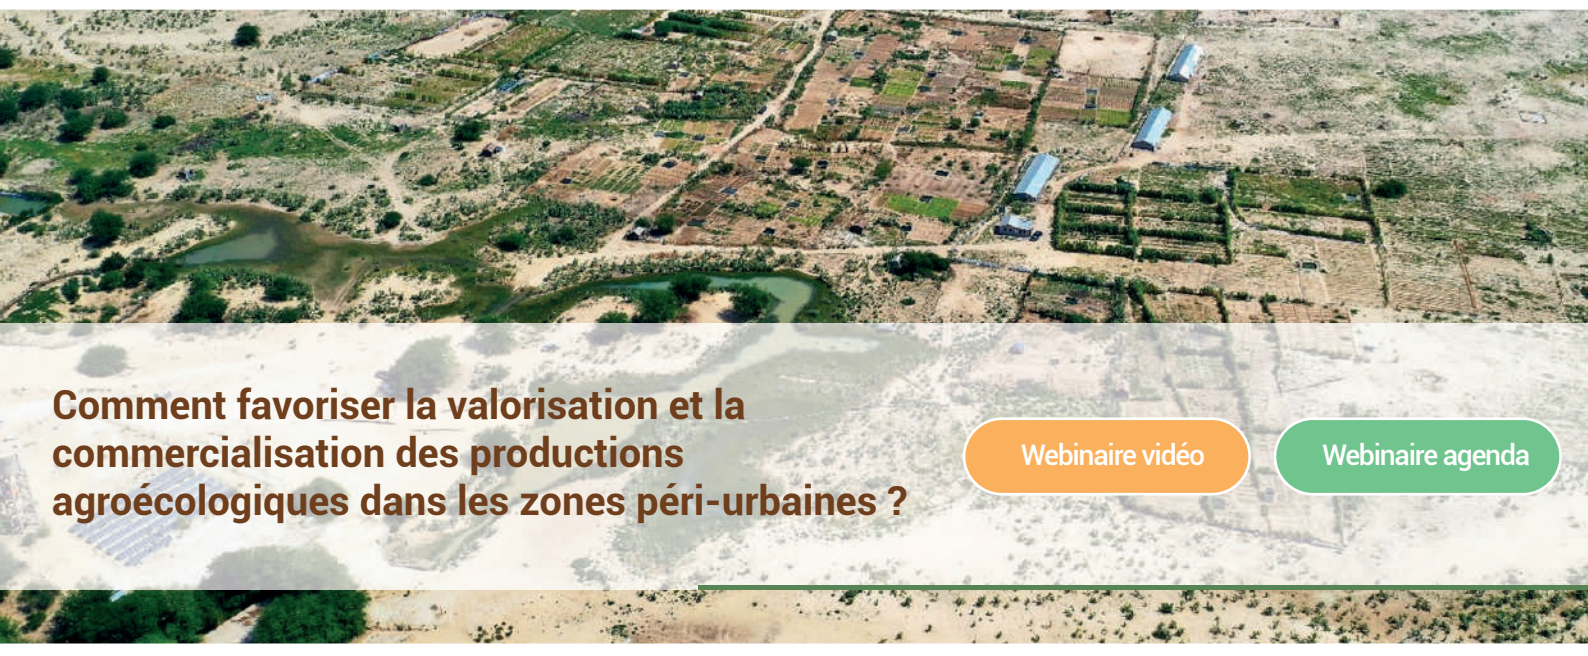 Comment favoriser la valorisation et la
commercialisation des productions
agroécologiques dans les zones péri-urbaines ?
Webinaire vidéo
Webinaire agenda